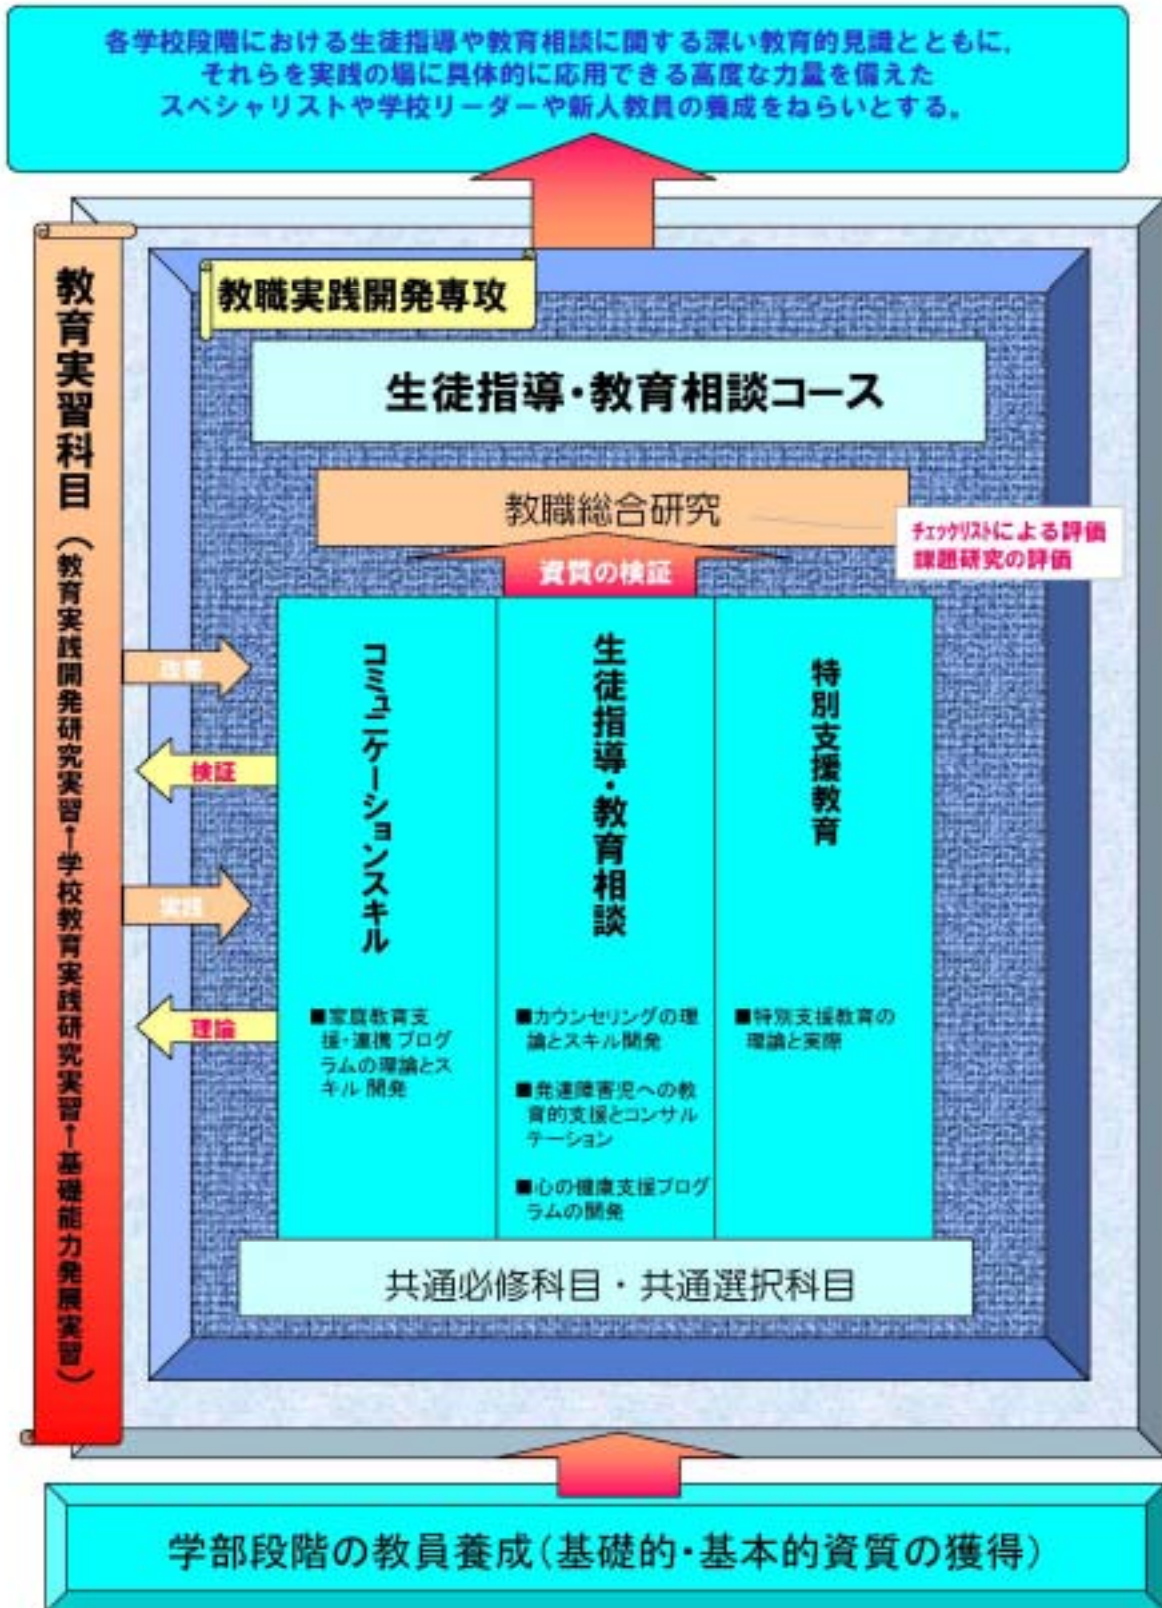 各学校段階における生徒指導や教育相談に関する深い教育的見識とともに,
それらを実践の場に具体的に応用できる高度な力量を備えた
スペシャリストや学校リーダーや新人教員の養成をねらいとする。
教育実習科目(教育実践開発研究実習←学校教育実践研究実習←基礎能力発展実習)
教職実践開発専攻
生徒指導・教育相談コース
教職総合研究
チェックリストによる評価
課題研究の評価
資質の検証
改善
検証
実践
理論
コミュニケーションスキル
■家庭教育支
援・連携 プログ
ラムの理論とス
キル 開発
生徒指導・教育相談
■カウンセリングの理
論とスキル開発
■発達障害児への教
育的支援とコンサル
テーション
■心の健康支援プログ
ラムの開発
特別支援教育
■特別支援教育の
理論と実際
共通必修科目・共通選択科目
学部段階の教員養成(基礎的・基本的資質の獲得)